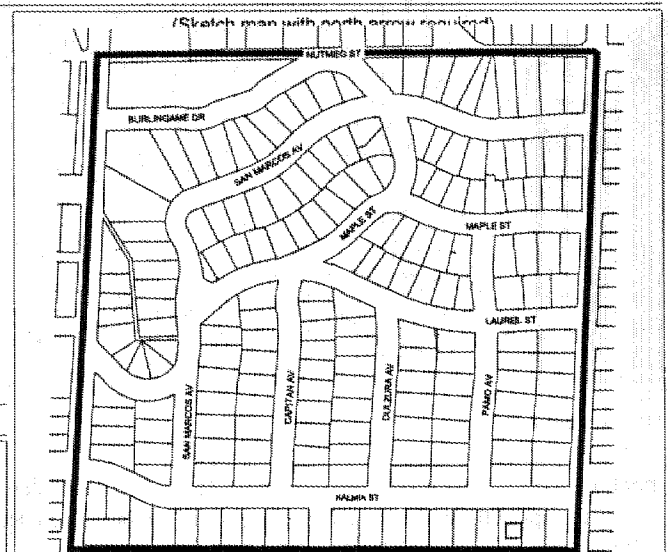 (Sketch map with north arrow required)
NUTMEG ST
BURLINGAME DR
SAN MARCOS AV
MAPLE ST
MAPLE ST
LAUREL ST
SAN MARCOS AV
CAPITAN AV
DULZURA AV
PAMO AV
KALMIA ST